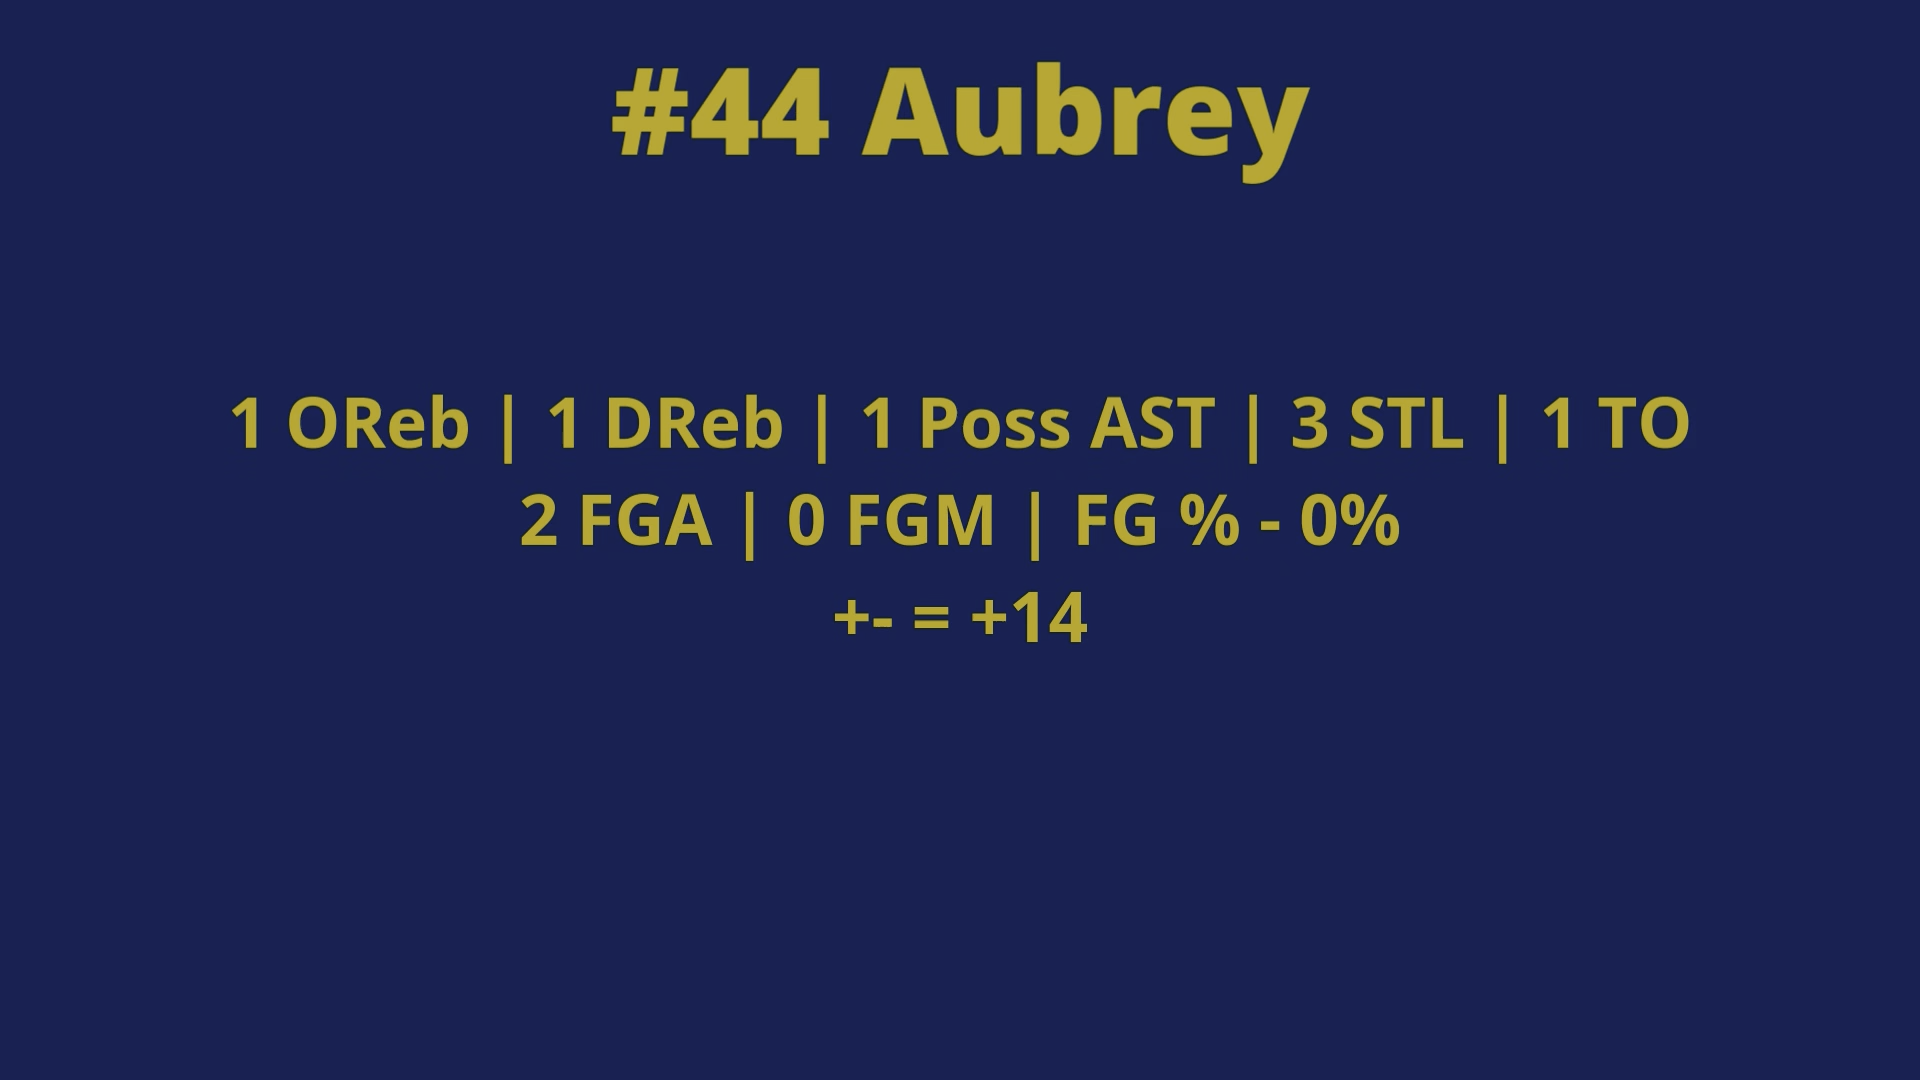 #44 Aubrey
1 OReb | 1 DReb | 1 Poss AST | 3 STL | 1 TO
2 FGA | 0 FGM | FG % - 0%
+- = +14